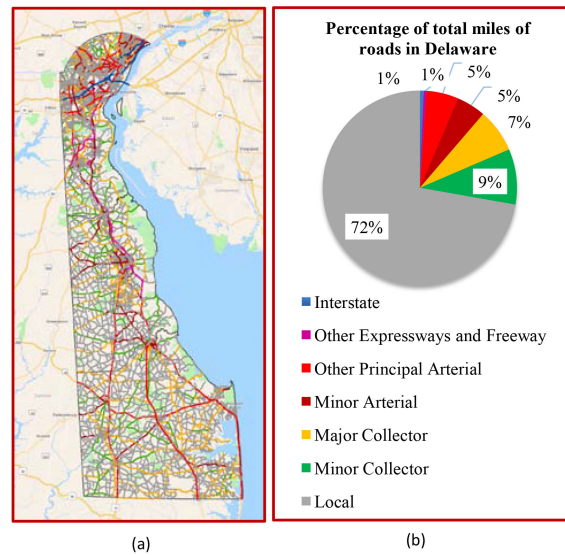 Percentage of total miles of
roads in Delaware
1%
1%
5%
5%
7%
9%
72%
Interstate
Other Expressways and Freeway
Other Principal Arterial
Minor Arterial
Major Collector
Minor Collector
Local
(a)
(b)